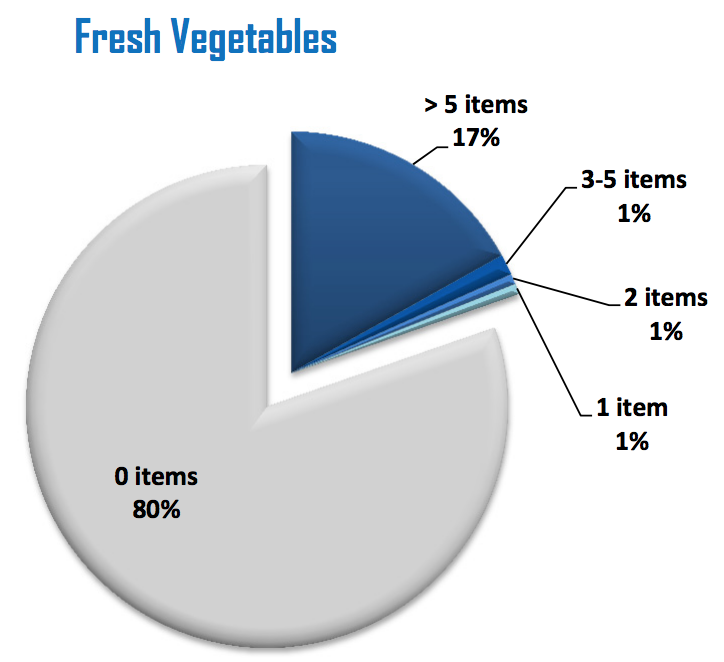 Fresh Vegetables
> 5 items
17%
3-5 items
1%
2 items
1%
1 item
1%
0 items
80%